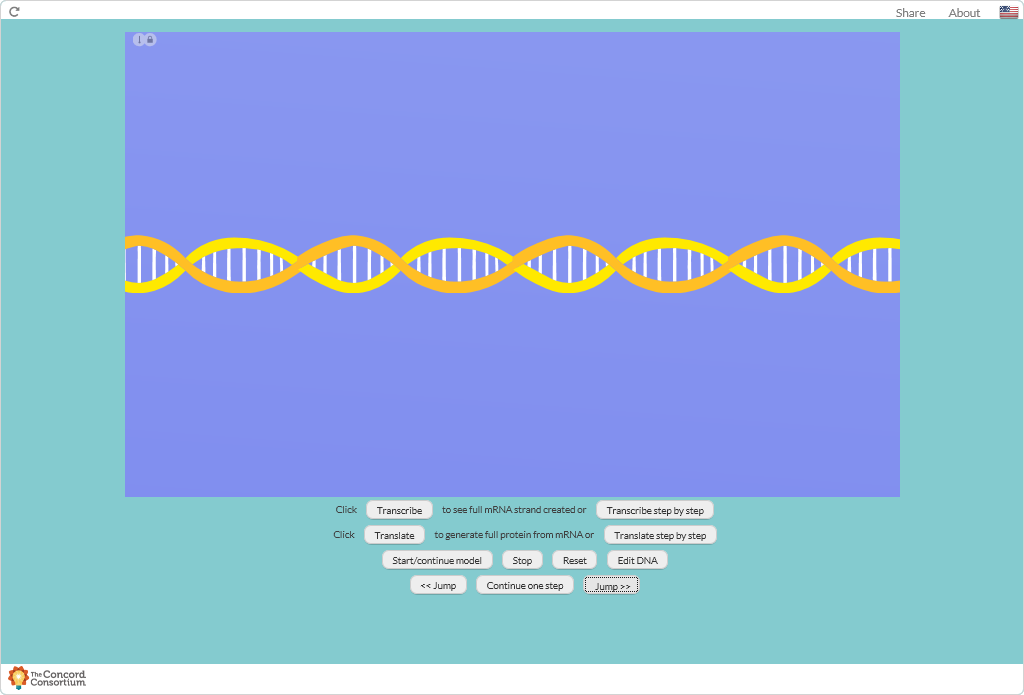 Share About
Click Transcribe to see full mRNA strand created or Transcribe step by step
Click Translate to generate full protein from mRNA or Translate step by step
Start/continue model Stop Reset Edit DNA
<< Jump Continue one step Jump >>
The Concord
Consortium